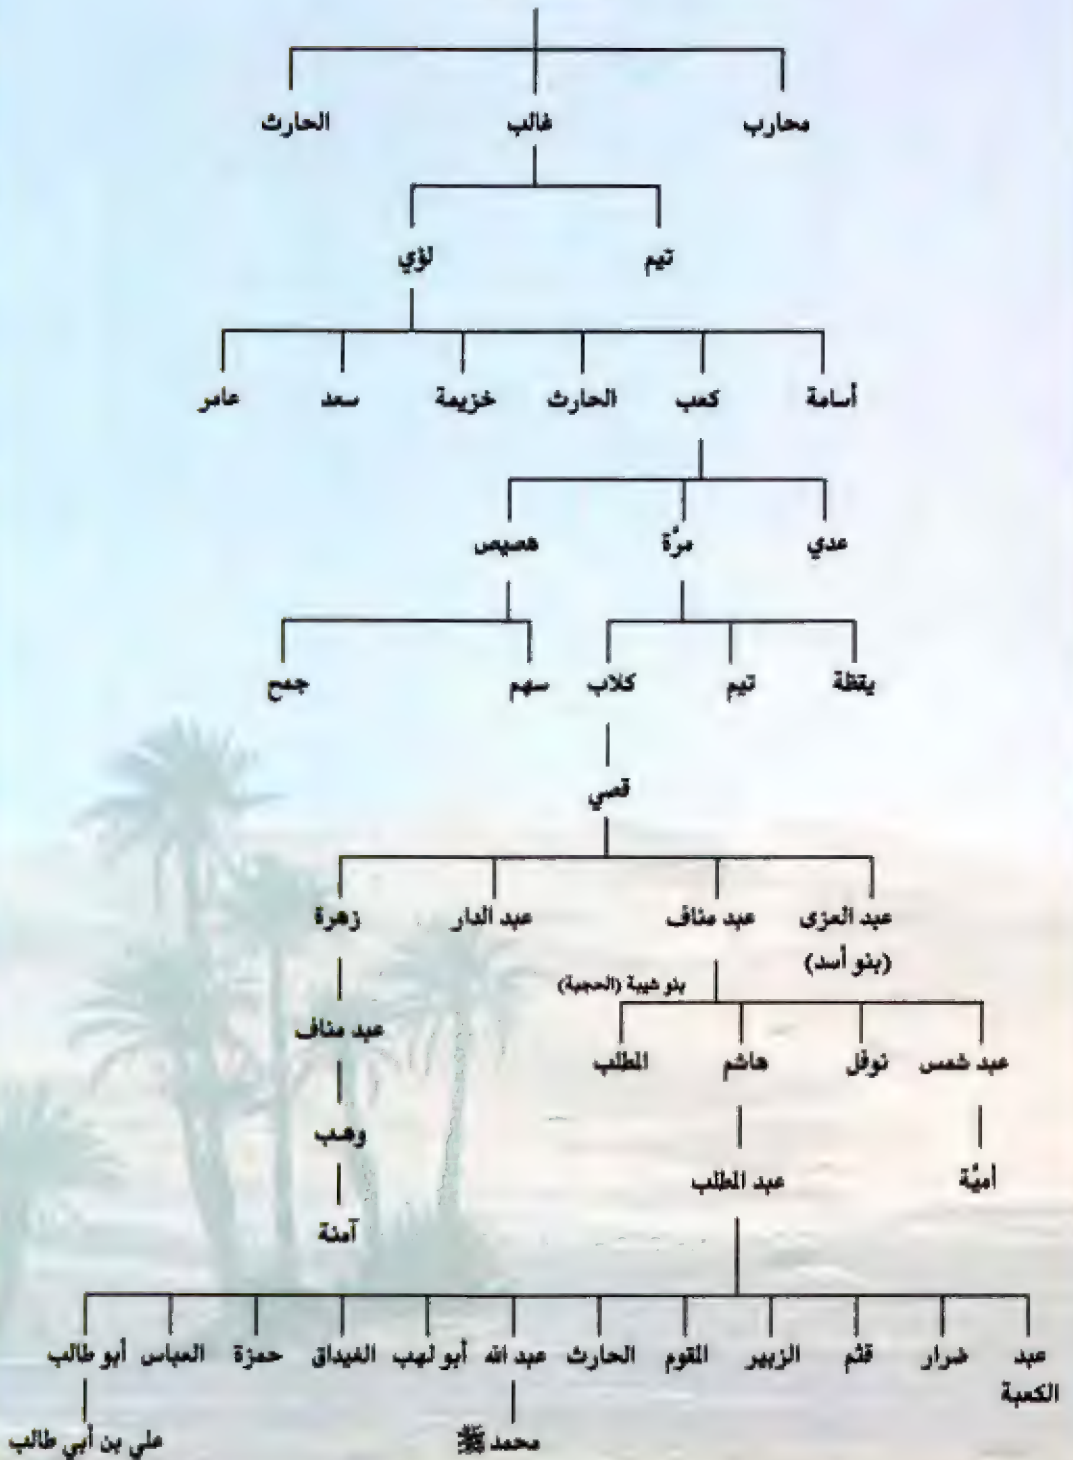 محارب غالب الحارث
تيم لؤي
أسامة كعب الحارث خزيمة سعد عامر
عدي مرَّة هصيص
يقظة تيم كلاب سهم جمح
قصي
عبد العزى عبد مناف عبد الدار زهرة
(بنو أسد)
بنو شيبة (الحجبة)
عبد مناف
عبد شمس نوفل هاشم المطلب
وهب
أميَّة عبد المطلب
آمنة
عبد الكعبة ضرار قثم الزبير المقوم الحارث عبد الله أبو لهب الغيداق حمزة العباس أبو طالب
محمد ﷺ علي بن أبي طالب